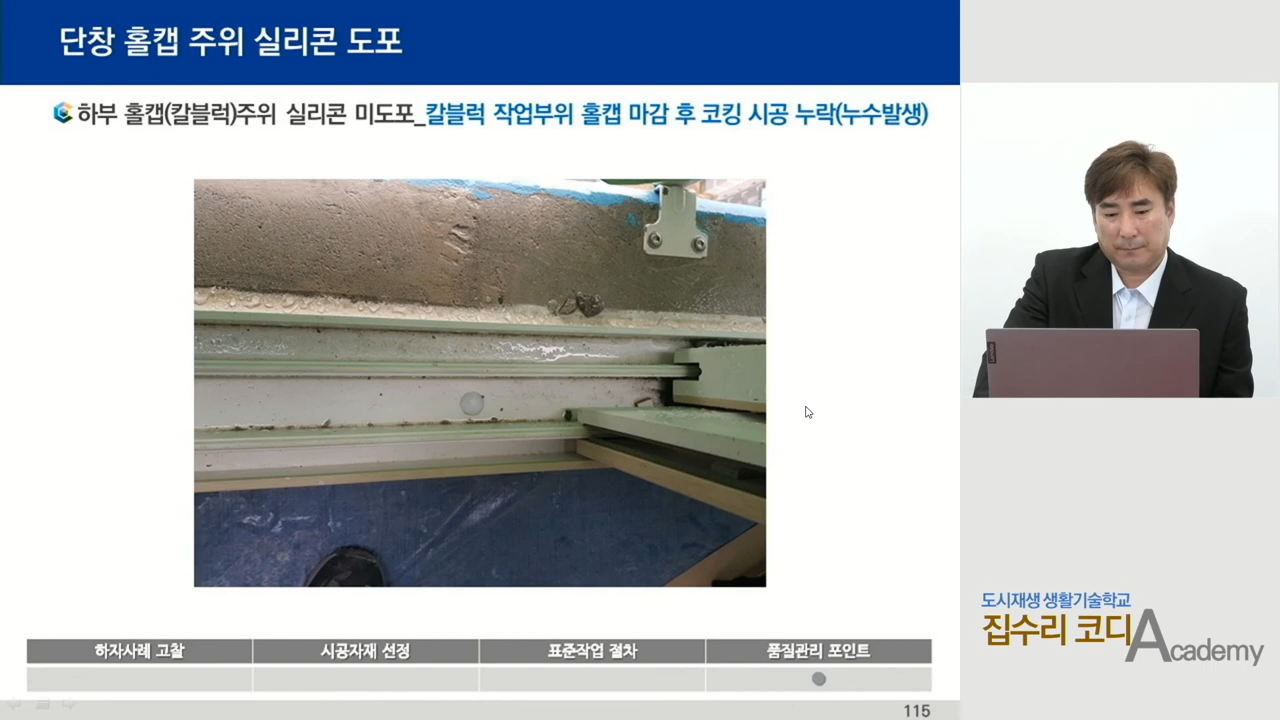 단창 홀캡 주위 실리콘 도포
하부 홀캡(칼블럭)주위 실리콘 미도포_칼블럭 작업부위 홀캡 마감 후 코킹 시공 누락(누수발생)
하자사례 고찰 시공자재 선정 표준작업 절차 품질관리 포인트
115
Lenovo
도시재생 생활기술학교
집수리 코디Academy